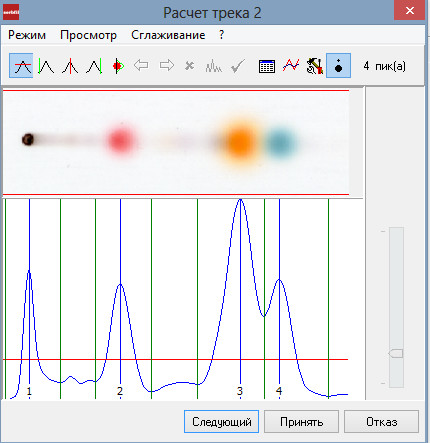 Расчет трека 2
Режим Просмотр Сглаживание ?
4 пик(а)
1 2 3 4
Следующий Принять Отказ